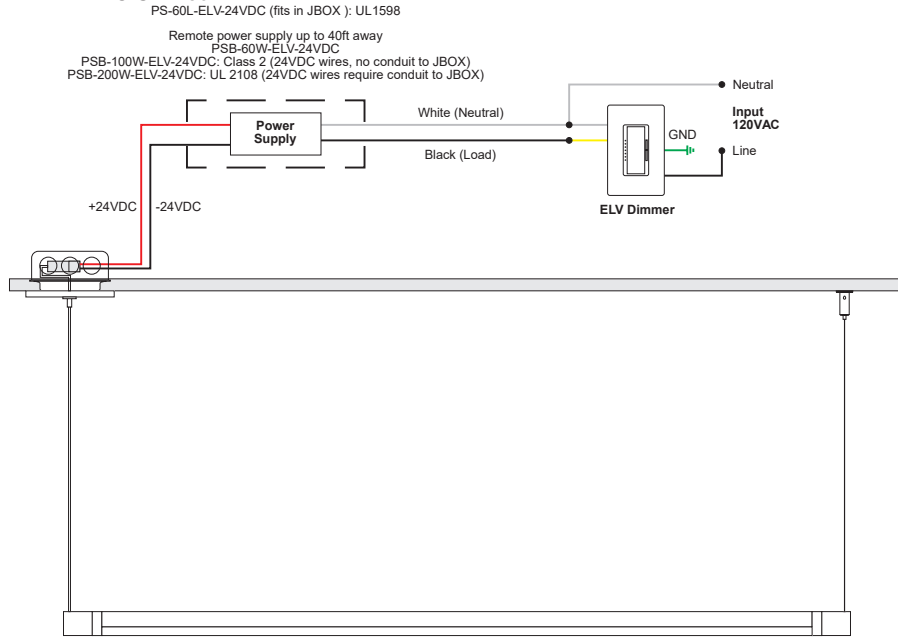 PS-60L-ELV-24VDC (fits in JBOX ): UL1598
Remote power supply up to 40ft away
PSB-60W-ELV-24VDC
PSB-100W-ELV-24VDC: Class 2 (24VDC wires, no conduit to JBOX)
PSB-200W-ELV-24VDC: UL 2108 (24VDC wires require conduit to JBOX)
Neutral
White (Neutral)
Input
120VAC
Power
Supply
GND
Line
Black (Load)
+24VDC
-24VDC
ELV Dimmer